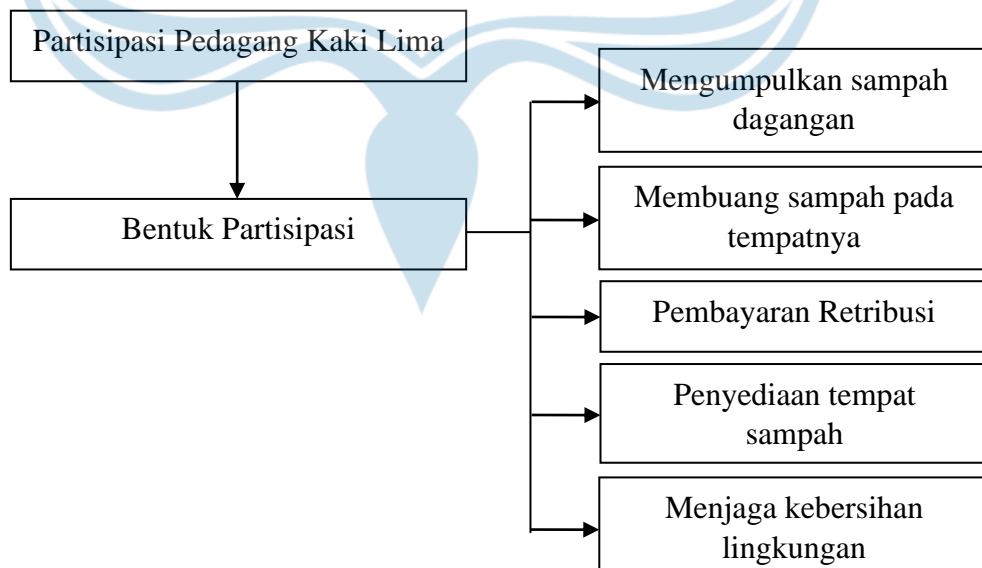 Partisipasi Pedagang Kaki Lima
Bentuk Partisipasi
Mengumpulkan sampah
dagangan
Membuang sampah pada
tempatnya
Pembayaran Retribusi
Penyediaan tempat
sampah
Menjaga kebersihan
lingkungan